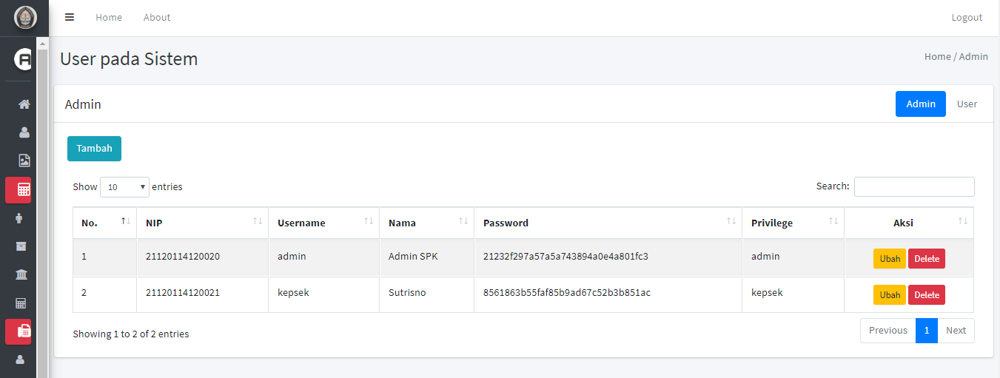 Home About Logout
User pada Sistem Home / Admin
Admin Admin User
Tambah
Show 10 entries Search:
No. NIP Username Nama Password Privilege Aksi
1 21120114120020 admin Admin SPK 21232f297a57a5a743894a0e4a801fc3 admin Ubah Delete
2 21120114120021 kepsek Sutrisno 8561863b55faf85b9ad67c52b3b851ac kepsek Ubah Delete
Showing 1 to 2 of 2 entries Previous 1 Next